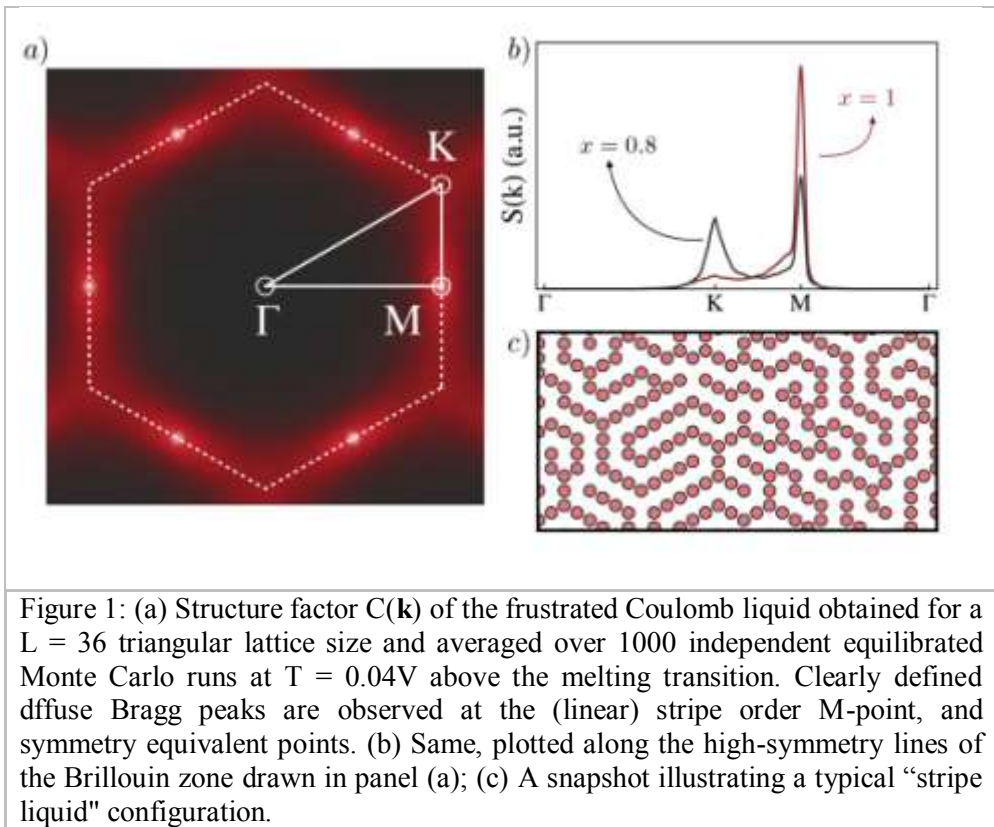 a)
K
Γ
M
b)
S(k) (a.u.)
x = 0.8
x = 1
Γ
K
M
Γ
c)
Figure 1: (a) Structure factor C(k) of the frustrated Coulomb liquid obtained for a
L = 36 triangular lattice size and averaged over 1000 independent equilibrated
Monte Carlo runs at T = 0.04V above the melting transition. Clearly defined
dffuse Bragg peaks are observed at the (linear) stripe order M-point, and
symmetry equivalent points. (b) Same, plotted along the high-symmetry lines of
the Brillouin zone drawn in panel (a); (c) A snapshot illustrating a typical “stripe
liquid" configuration.